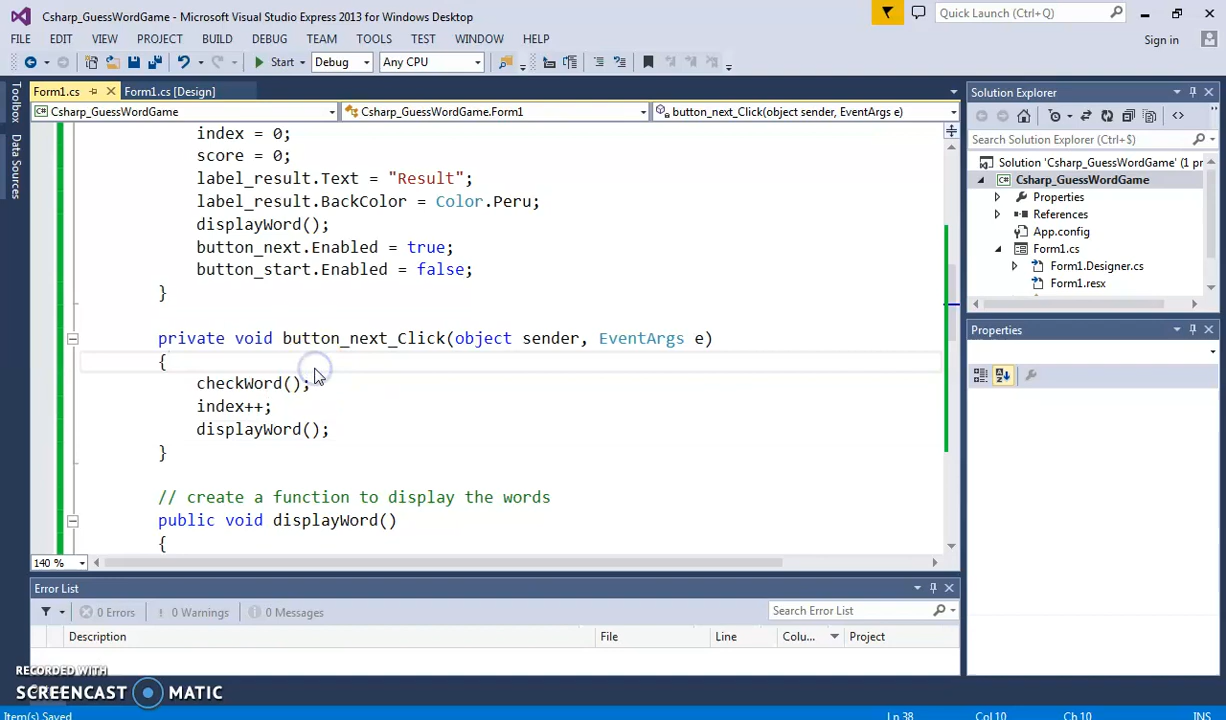 Csharp_GuessWordGame - Microsoft Visual Studio Express 2013 for Windows Desktop
Quick Launch (Ctrl+Q)
FILE EDIT VIEW PROJECT BUILD DEBUG TEAM TOOLS TEST WINDOW HELP
Sign in
Start Debug Any CPU
Toolbox
Data Sources
Form1.cs Form1.cs [Design]
Csharp_GuessWordGame Csharp_GuessWordGame.Form1 button_next_Click(object sender, EventArgs e)
index = 0;
score = 0;
label_result.Text = "Result";
label_result.BackColor = Color.Peru;
displayWord();
button_next.Enabled = true;
button_start.Enabled = false;
}
private void button_next_Click(object sender, EventArgs e)
{
checkWord();
index++;
displayWord();
}
// create a function to display the words
public void displayWord()
{
140 %
Solution Explorer
Search Solution Explorer (Ctrl+$)
Solution 'Csharp_GuessWordGame' (1 pr
Csharp_GuessWordGame
Properties
References
App.config
Form1.cs
Form1.Designer.cs
Form1.resx
Properties
Error List
0 Errors 0 Warnings 0 Messages
Search Error List
Description File Line Colu... Project
RECORDED WITH
SCREENCAST MATIC
Item(s) Saved Ln 38 Col 10 Ch 10 INS